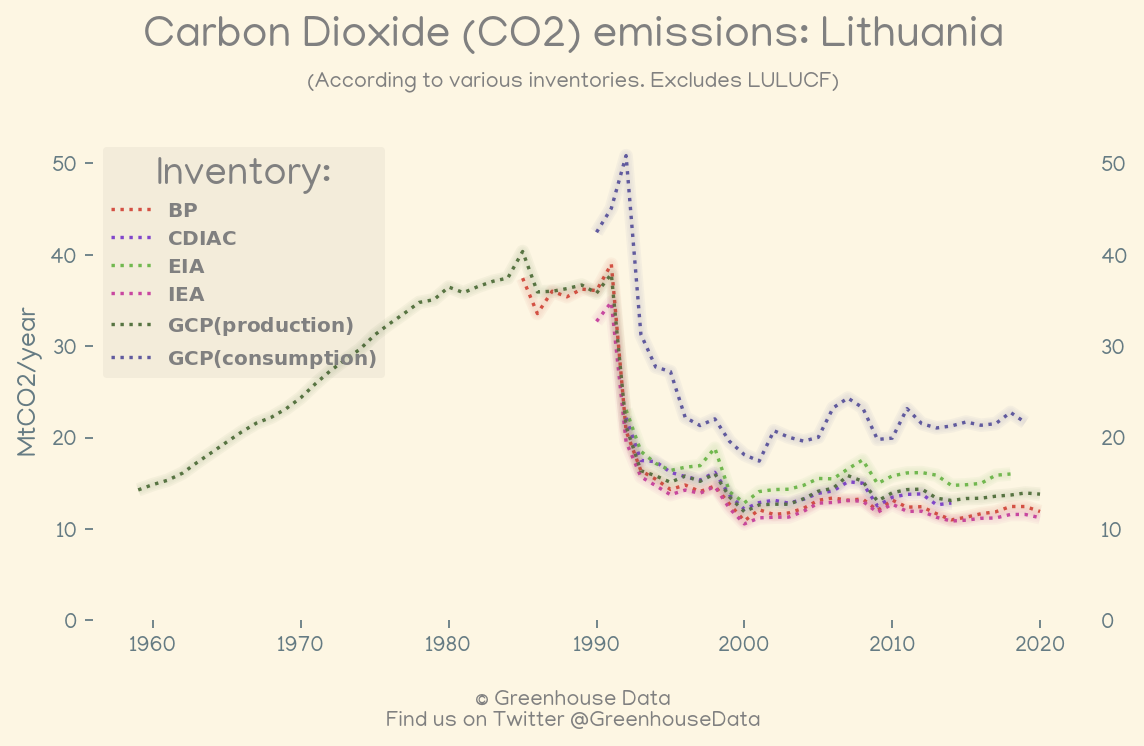 Carbon Dioxide (CO2) emissions: Lithuania
(According to various inventories. Excludes LULUCF)
Inventory:
BP
CDIAC
EIA
IEA
GCP(production)
GCP(consumption)
MtCO2/year
50
40
30
20
10
0
50
40
30
20
10
0
1960 1970 1980 1990 2000 2010 2020
© Greenhouse Data
Find us on Twitter @GreenhouseData